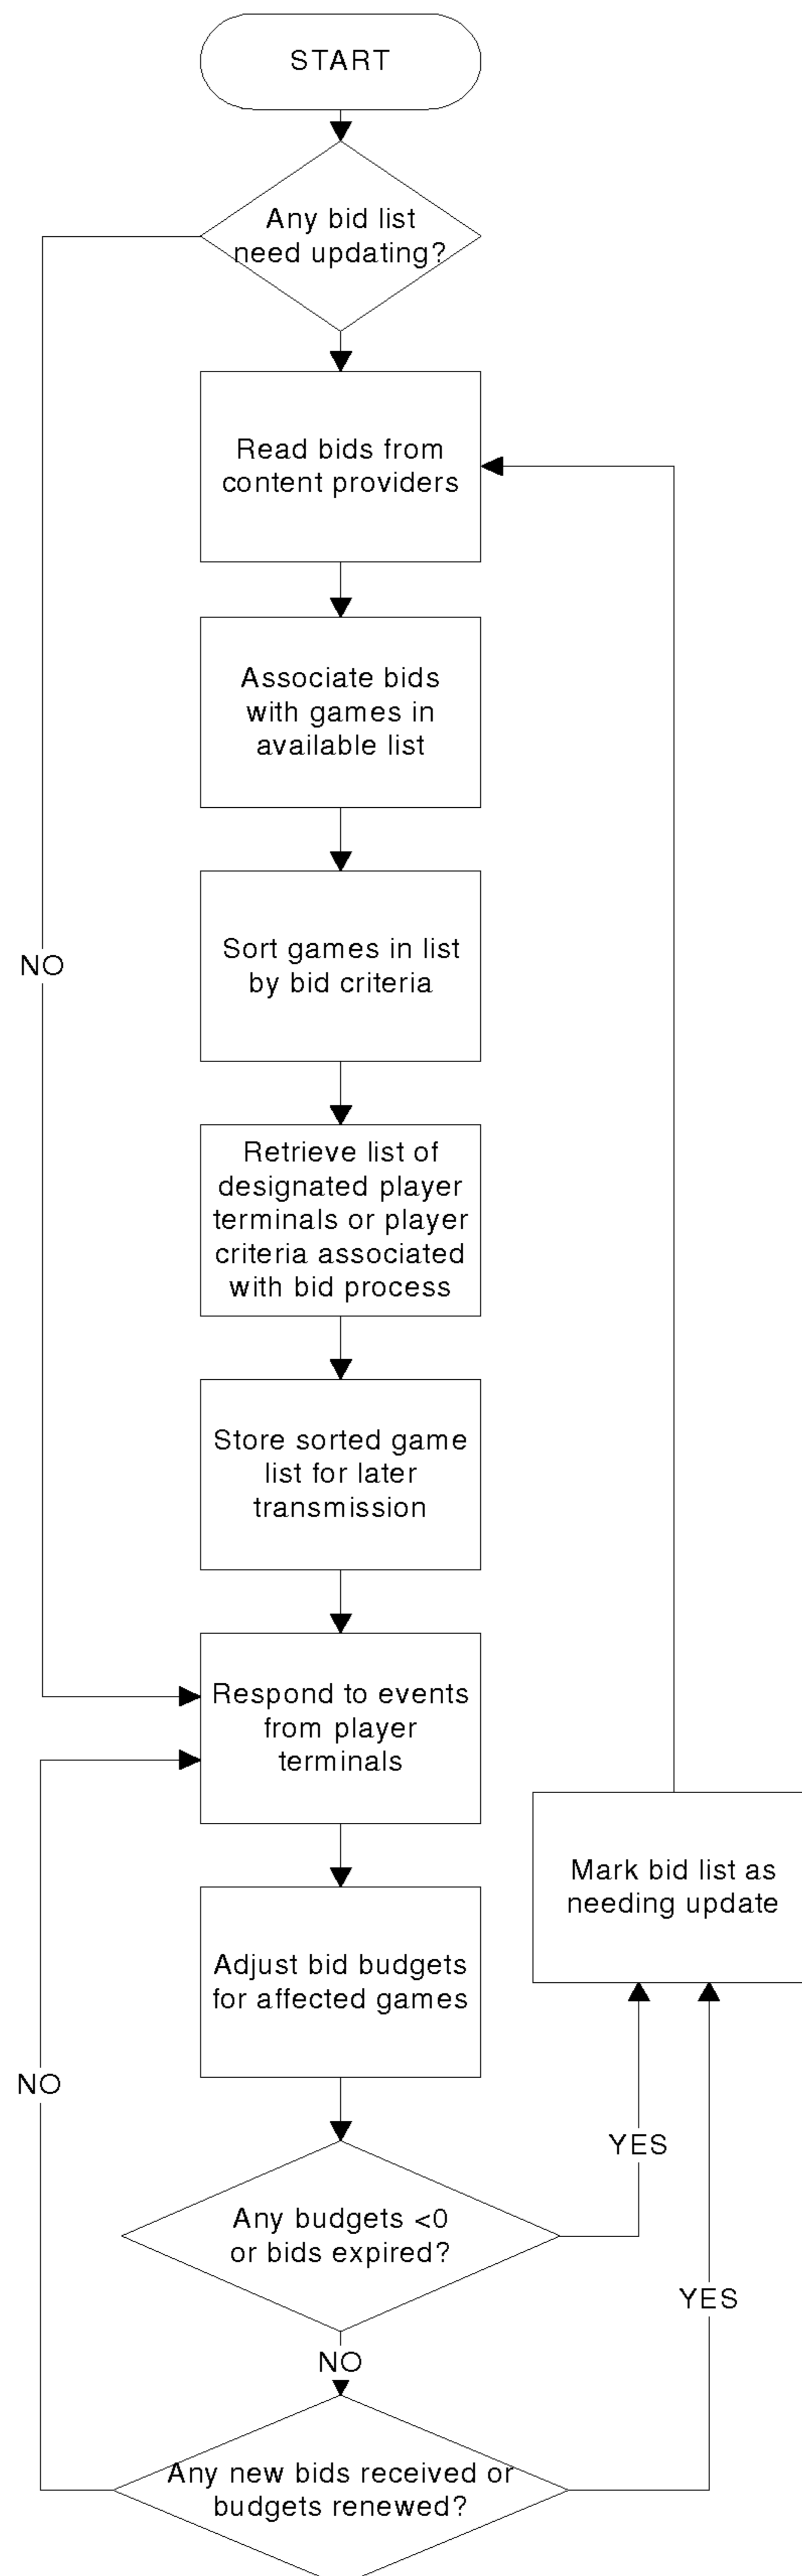 START
Any bid list
need updating?
Read bids from
content providers
Associate bids
with games in
available list
NO
Sort games in list
by bid criteria
Retrieve list of
designated player
terminals or player
criteria associated
with bid process
Store sorted game
list for later
transmission
Respond to events
from player
terminals
Mark bid list as
needing update
Adjust bid budgets
for affected games
NO
YES
Any budgets <0
or bids expired?
YES
NO
Any new bids received or
budgets renewed?